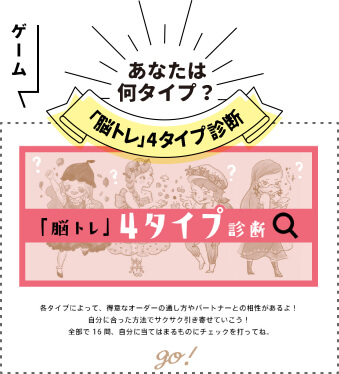 ゲーム
あなたは
何タイプ？
「脳トレ」4タイプ診断
「脳トレ」4タイプ診断
各タイプによって、得意なオーダーの通し方やパートナーとの相性があるよ！
自分に合った方法でサクサク引き寄せていこう！
全部で16問、自分に当てはまるものにチェックを打ってね。
go!